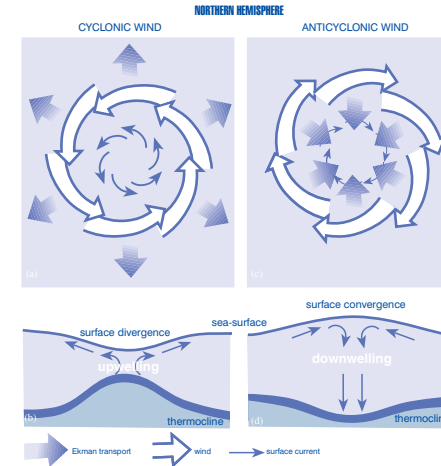 NORTHERN HEMISPHERE
CYCLONIC WIND
ANTICYCLONIC WIND
(a)
(c)
surface convergence
sea-surface
surface divergence
upwelling
downwelling
(b)
thermocline
(d)
Ekman transport
wind
surface current